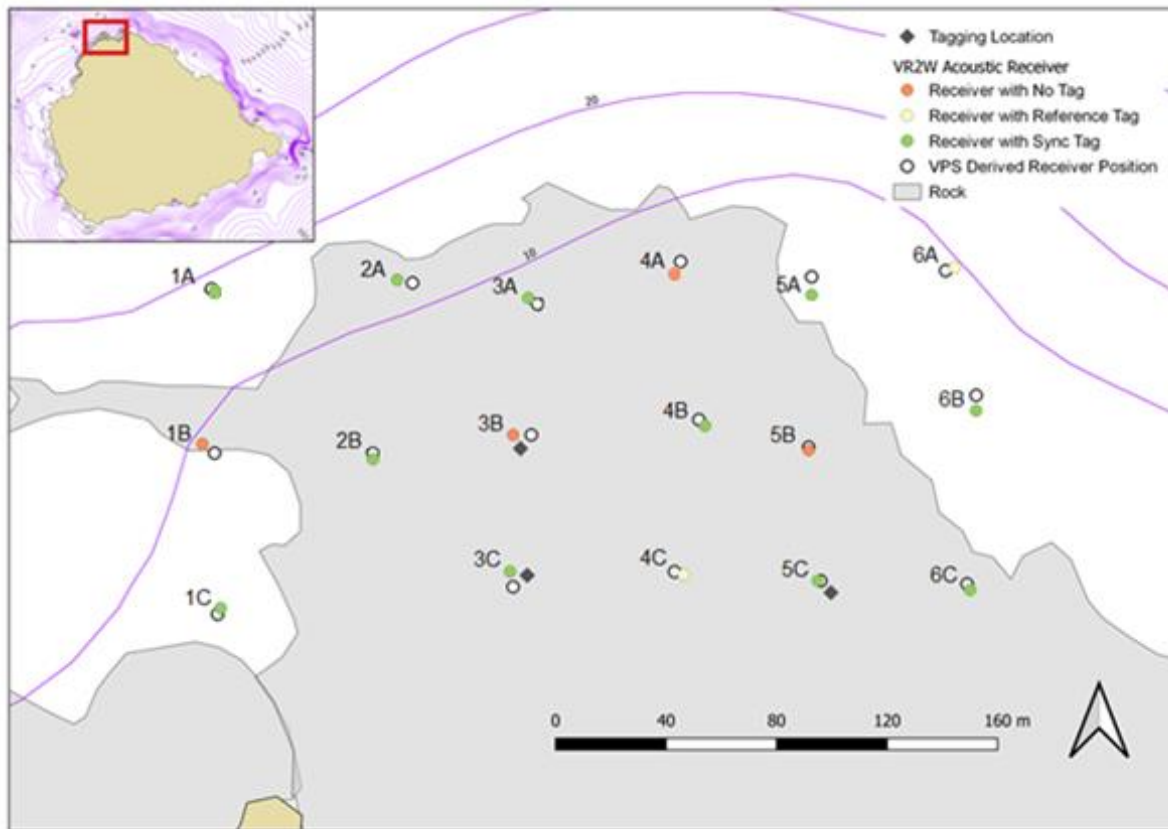 Tagging Location
VR2W Acoustic Receiver
Receiver with No Tag
Receiver with Reference Tag
Receiver with Sync Tag
VPS Derived Receiver Position
Rock
20
10
1A
2A
3A
4A
5A
6A
1B
2B
3B
4B
5B
6B
1C
3C
4C
5C
6C
0 40 80 120 160 m